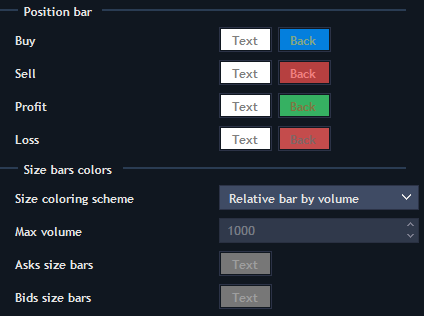 Position bar
Buy Text Back
Sell Text Back
Profit Text Back
Loss Text Back
Size bars colors
Size coloring scheme Relative bar by volume
Max volume 1000
Asks size bars Text
Bids size bars Text